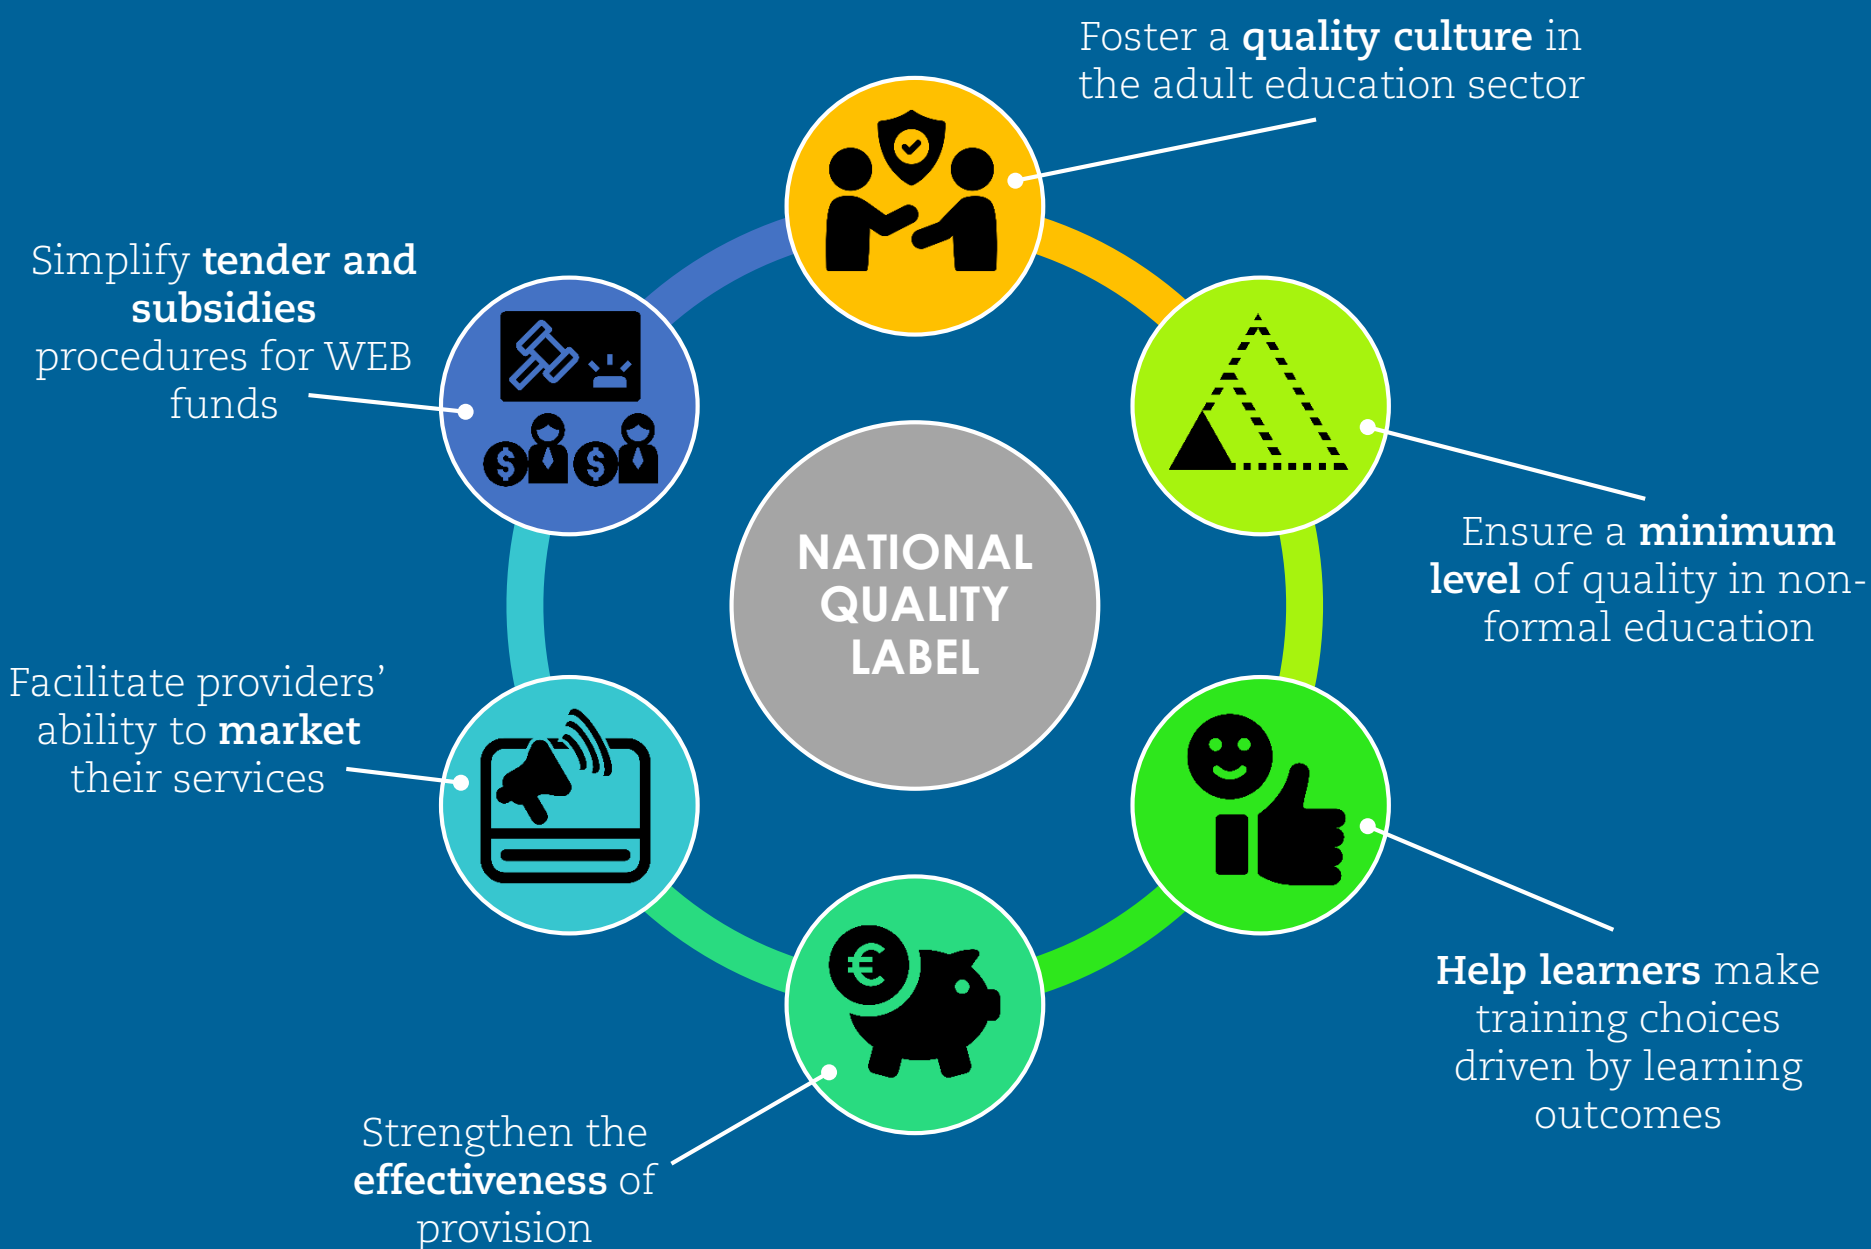 Foster a quality culture in
the adult education sector
Simplify tender and
subsidies
procedures for WEB
funds
NATIONAL
QUALITY
LABEL
Ensure a minimum
level of quality in non-
formal education
Facilitate providers’
ability to market
their services
Help learners make
training choices
driven by learning
outcomes
Strengthen the
effectiveness of
provision
$
$
€